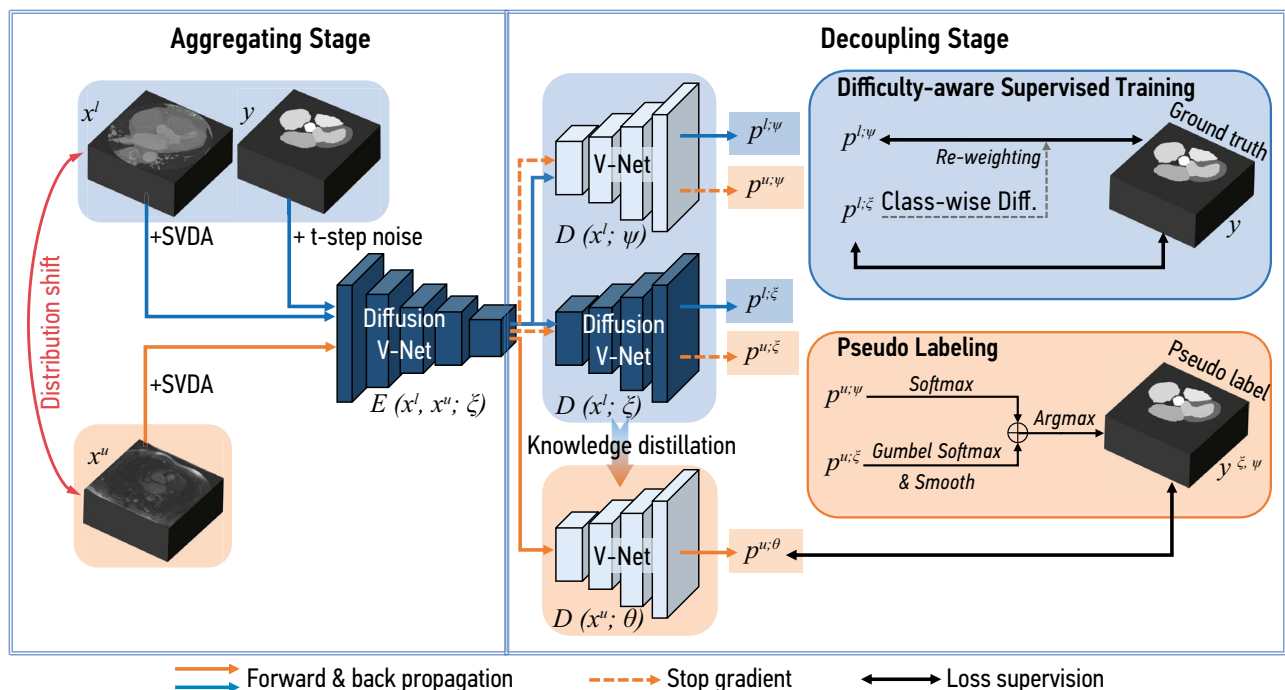 Aggregating Stage
Decoupling Stage
x^l
y
+SVDA
+ t-step noise
Distribution shift
Diffusion
V-Net
E (x^l, x^u; ξ)
+SVDA
x^u
V-Net
D (x^l; ψ)
p^{l;ψ}
p^{u;ψ}
Diffusion
V-Net
D (x^l; ξ)
p^{l;ξ}
p^{u;ξ}
Knowledge distillation
V-Net
D (x^u; θ)
p^{u;θ}
Difficulty-aware Supervised Training
p^{l;ψ}
Re-weighting
Ground truth
p^{l;ξ}
Class-wise Diff.
y
Pseudo Labeling
p^{u;ψ}
Softmax
Pseudo label
Argmax
p^{u;ξ}
Gumbel Softmax
& Smooth
y^{ξ, ψ}
Forward & back propagation
Stop gradient
Loss supervision